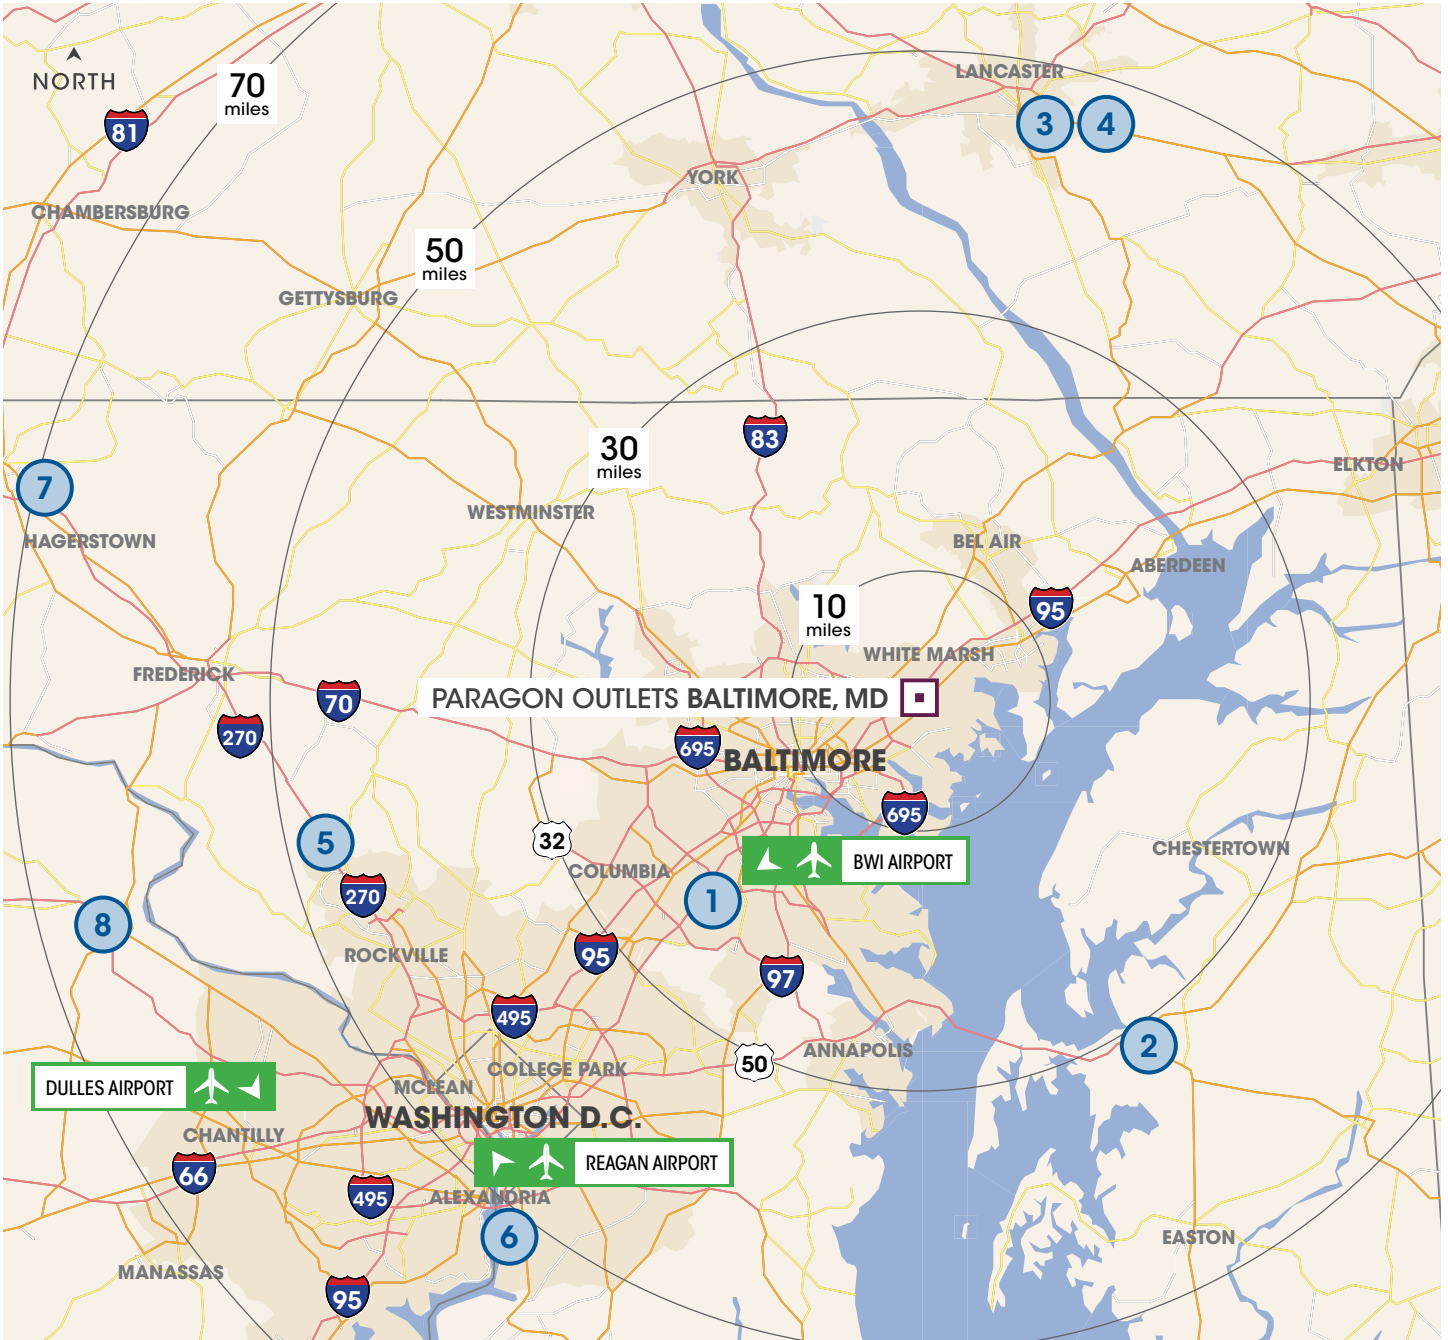 LANCASTER
NORTH
70
miles
3
4
81
YORK
CHAMBERSBURG
50
miles
GETTYSBURG
83
30
miles
ELKTON
7
WESTMINSTER
HAGERSTOWN
BEL AIR
ABERDEEN
10
miles
95
WHITE MARSH
FREDERICK
70
PARAGON OUTLETS BALTIMORE, MD
270
695
BALTIMORE
695
5
32
CHESTERTOWN
BWI AIRPORT
COLUMBIA
270
1
8
ROCKVILLE
95
97
495
2
ANNAPOLIS
50
COLLEGE PARK
DULLES AIRPORT
MCLEAN
WASHINGTON D.C.
CHANTILLY
REAGAN AIRPORT
66
495
ALEXANDRIA
6
EASTON
MANASSAS
95